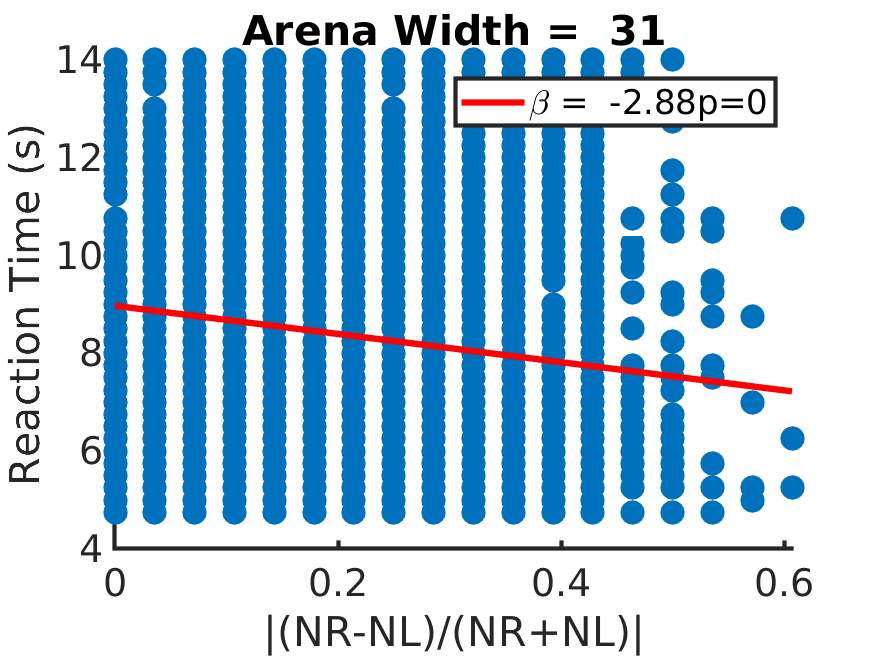 Arena Width = 31
14
12
10
8
6
4
Reaction Time (s)
β = -2.88p=0
0 0.2 0.4 0.6
|(NR-NL)/(NR+NL)|